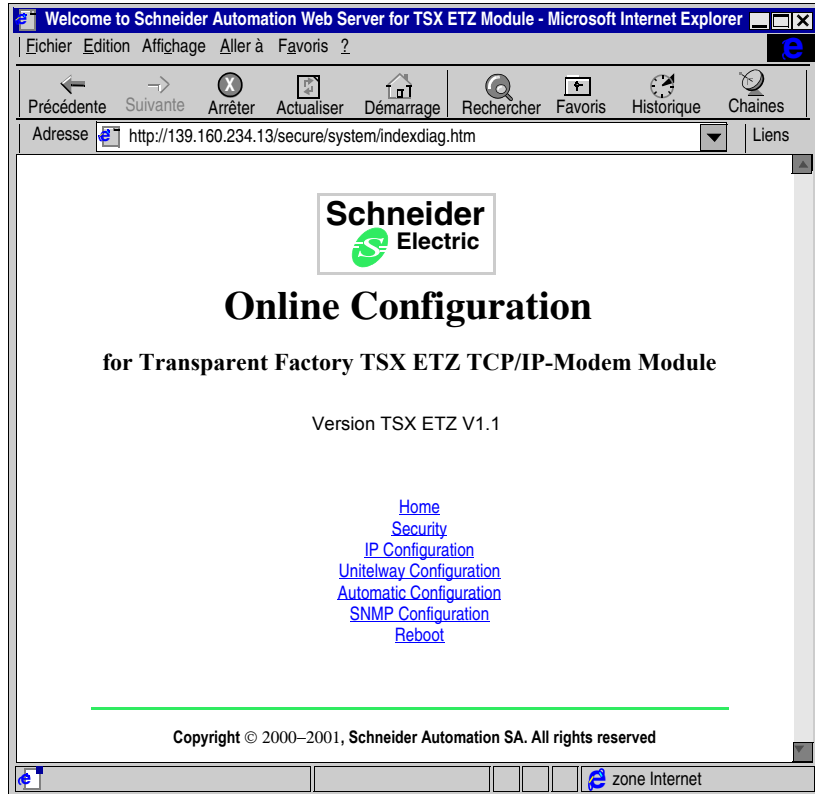 Welcome to Schneider Automation Web Server for TSX ETZ Module - Microsoft Internet Explorer
Fichier Edition Affichage Aller à Favoris ?
Précédente Suivante Arrêter Actualiser Démarrage Rechercher Favoris Historique Chaines
Adresse http://139.160.234.13/secure/system/indexdiag.htm Liens
Schneider
Electric
Online Configuration
for Transparent Factory TSX ETZ TCP/IP-Modem Module
Version TSX ETZ V1.1
Home
Security
IP Configuration
Unitelway Configuration
Automatic Configuration
SNMP Configuration
Reboot
Copyright © 2000–2001, Schneider Automation SA. All rights reserved
zone Internet